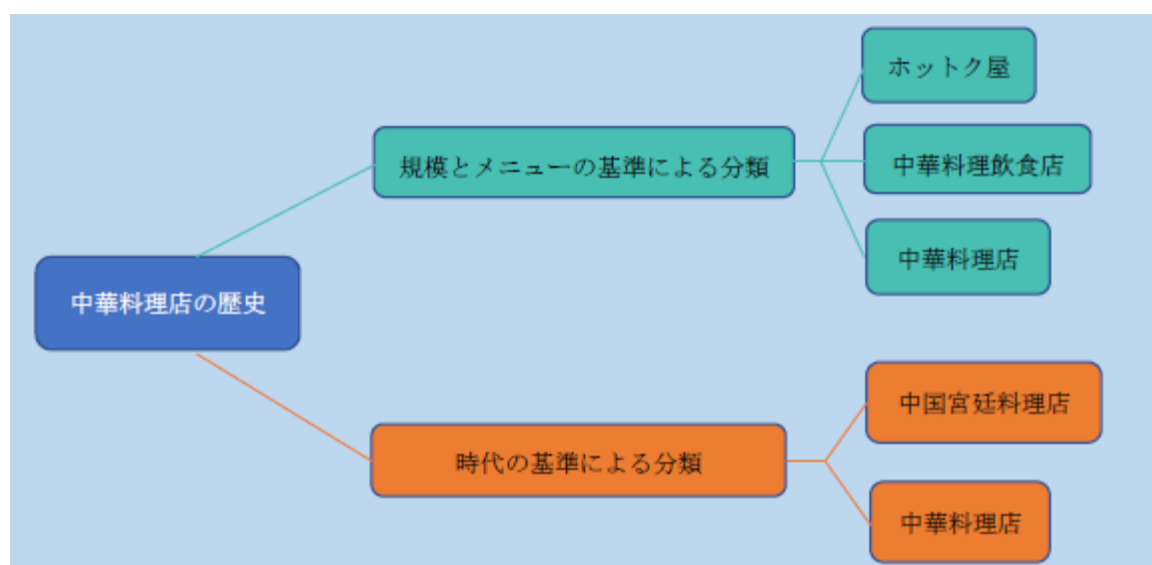 中華料理店の歴史
規模とメニューの基準による分類
ホットク屋
中華料理飲食店
中華料理店
時代の基準による分類
中国宮廷料理店
中華料理店